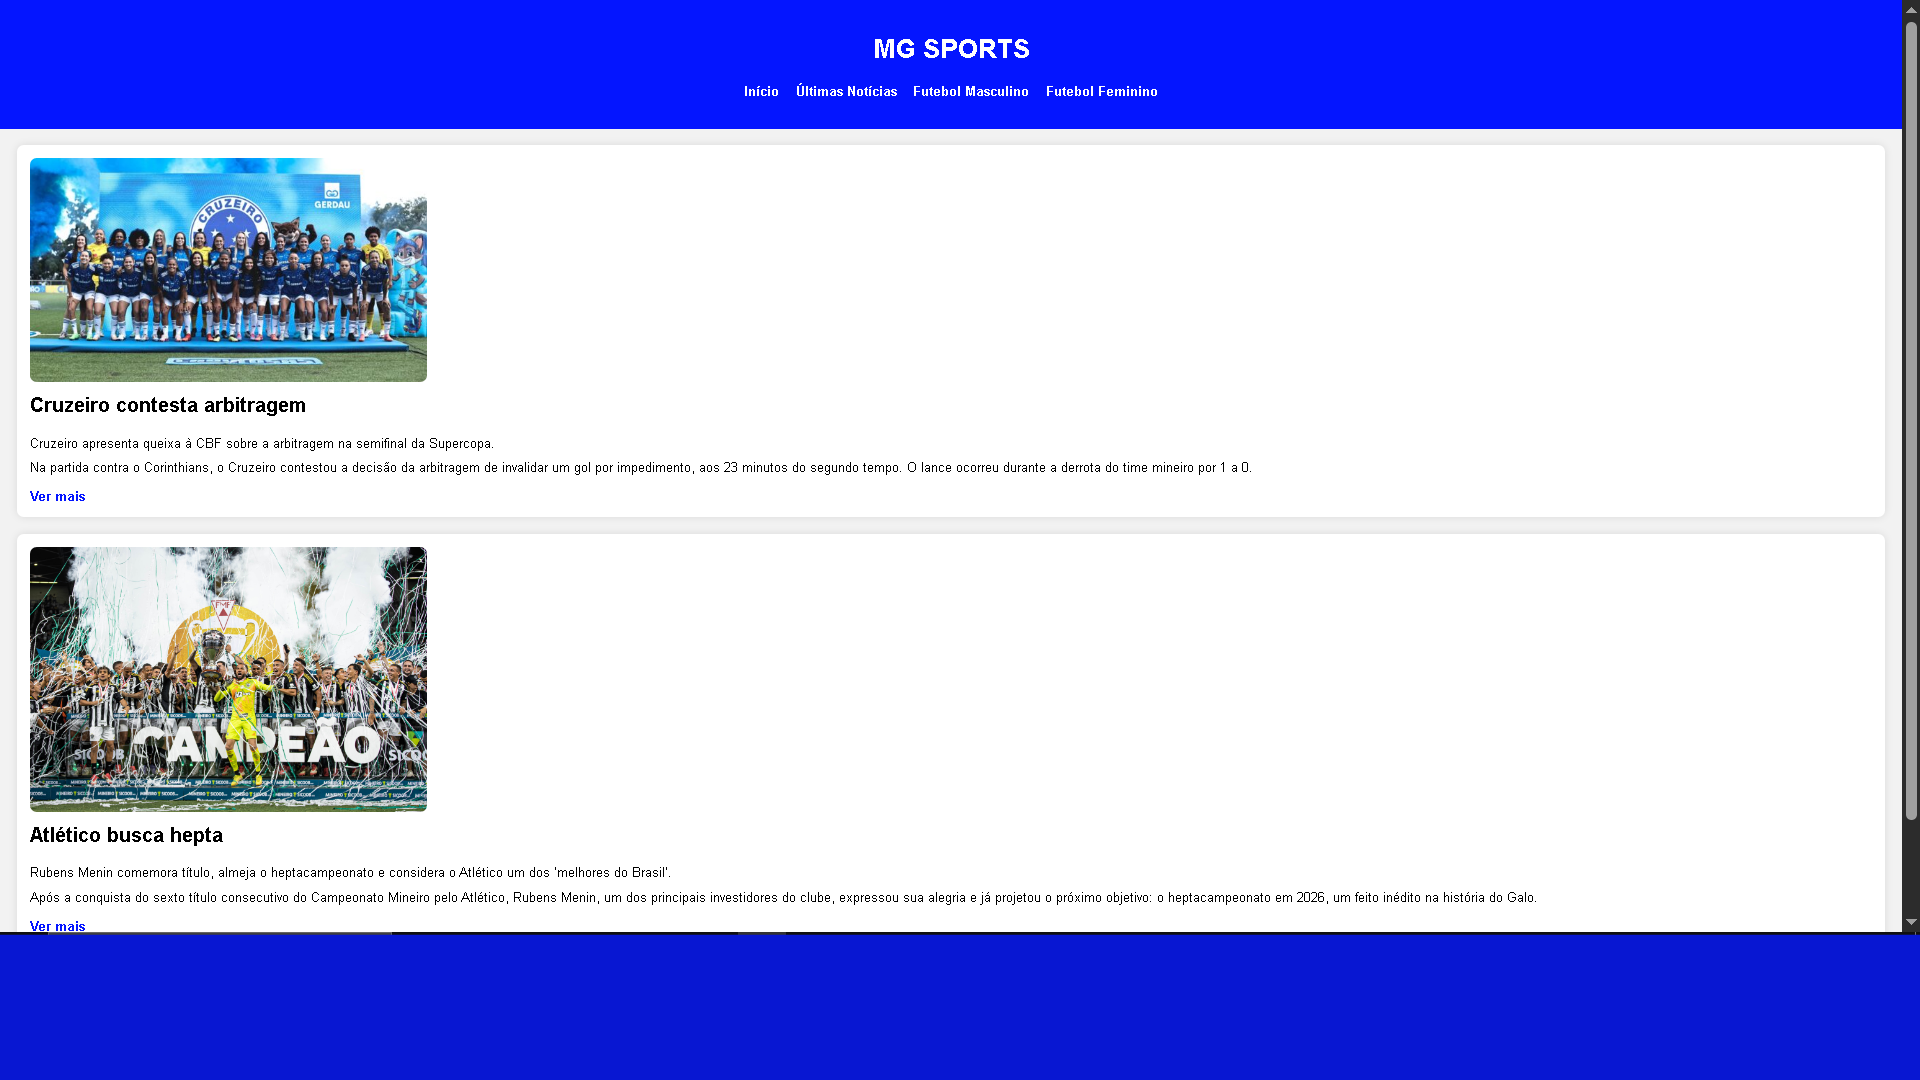 MG SPORTS
Início Últimas Notícias Futebol Masculino Futebol Feminino
GERDAU
CRUZEIRO
Cruzeiro contesta arbitragem
Cruzeiro apresenta queixa à CBF sobre a arbitragem na semifinal da Supercopa.
Na partida contra o Corinthians, o Cruzeiro contestou a decisão da arbitragem de invalidar um gol por impedimento, aos 23 minutos do segundo tempo. O lance ocorreu durante a derrota do time mineiro por 1 a 0.
Ver mais
FMF
CAMPEÃO
Atlético busca hepta
Rubens Menin comemora título, almeja o heptacampeonato e considera o Atlético um dos 'melhores do Brasil'.
Após a conquista do sexto título consecutivo do Campeonato Mineiro pelo Atlético, Rubens Menin, um dos principais investidores do clube, expressou sua alegria e já projetou o próximo objetivo: o heptacampeonato em 2026, um feito inédito na história do Galo.
Ver mais